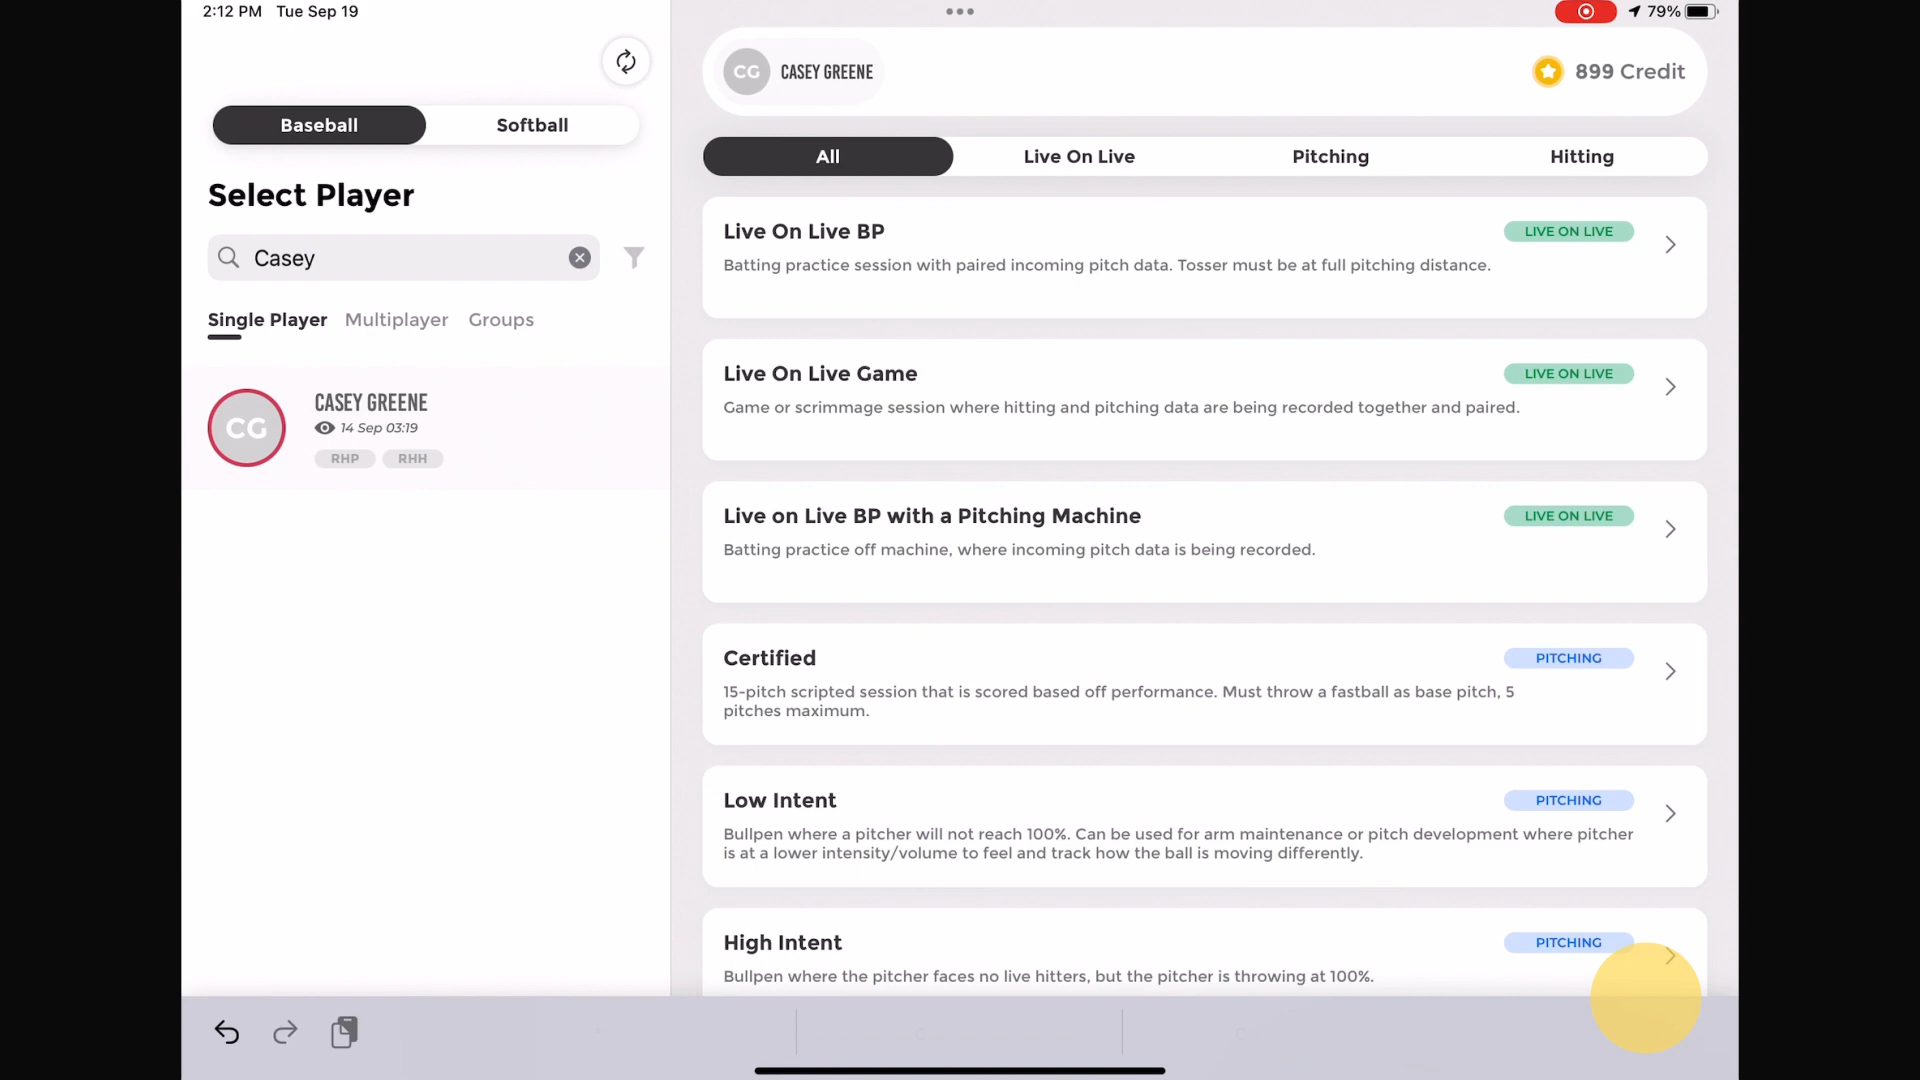 2:12 PM Tue Sep 19
79%
Baseball
Softball
Select Player
Casey
Single Player
Multiplayer
Groups
CG
CASEY GREENE
14 Sep 03:19
RHP
RHH
CG
CASEY GREENE
899 Credit
All
Live On Live
Pitching
Hitting
Live On Live BP
LIVE ON LIVE
Batting practice session with paired incoming pitch data. Tosser must be at full pitching distance.
Live On Live Game
LIVE ON LIVE
Game or scrimmage session where hitting and pitching data are being recorded together and paired.
Live on Live BP with a Pitching Machine
LIVE ON LIVE
Batting practice off machine, where incoming pitch data is being recorded.
Certified
PITCHING
15-pitch scripted session that is scored based off performance. Must throw a fastball as base pitch, 5
pitches maximum.
Low Intent
PITCHING
Bullpen where a pitcher will not reach 100%. Can be used for arm maintenance or pitch development where pitcher
is at a lower intensity/volume to feel and track how the ball is moving differently.
High Intent
PITCHING
Bullpen where the pitcher faces no live hitters, but the pitcher is throwing at 100%.